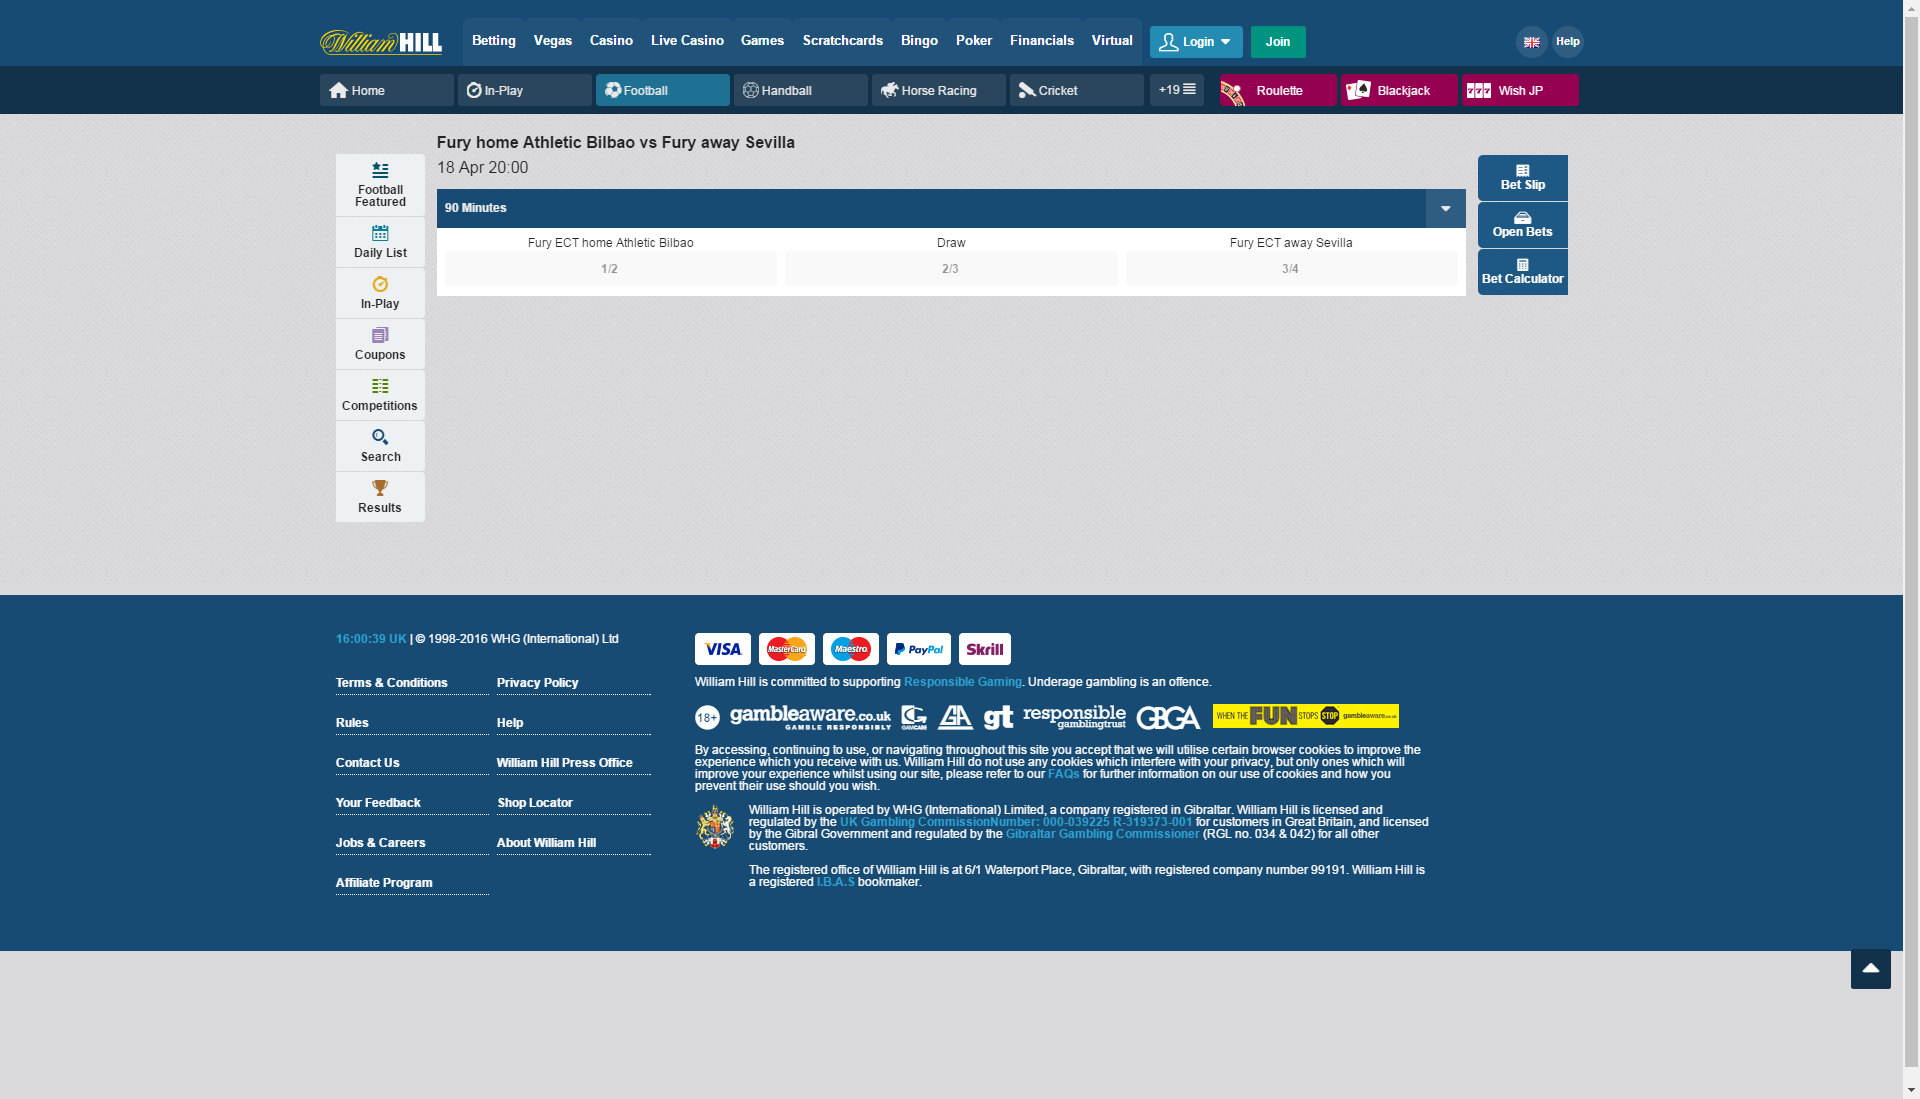 William HILL
Betting
Vegas
Casino
Live Casino
Games
Scratchcards
Bingo
Poker
Financials
Virtual
Login
Join
Help
Home
In-Play
Football
Handball
Horse Racing
Cricket
+19
Roulette
Blackjack
777 Wish JP
Fury home Athletic Bilbao vs Fury away Sevilla
18 Apr 20:00
Football
Featured
Daily List
In-Play
Coupons
Competitions
Search
Results
90 Minutes
Fury ECT home Athletic Bilbao
Draw
Fury ECT away Sevilla
1/2
2/3
3/4
Bet Slip
Open Bets
Bet Calculator
16:00:39 UK | © 1998-2016 WHG (International) Ltd
Terms & Conditions
Privacy Policy
Rules
Help
Contact Us
William Hill Press Office
Your Feedback
Shop Locator
Jobs & Careers
About William Hill
Affiliate Program
VISA
MasterCard
Maestro
PayPal
Skrill
William Hill is committed to supporting Responsible Gaming. Underage gambling is an offence.
18+
gambleaware.co.uk
GAMBLE RESPONSIBLY
GAMCARE
GA
gt
responsible
gamblingtrust
GBGA
WHEN THE FUN STOPS STOP gambleaware.co.uk
By accessing, continuing to use, or navigating throughout this site you accept that we will utilise certain browser cookies to improve the
experience which you receive with us. William Hill do not use any cookies which interfere with your privacy, but only ones which will
improve your experience whilst using our site, please refer to our FAQs for further information on our use of cookies and how you
prevent their use should you wish.
William Hill is operated by WHG (International) Limited, a company registered in Gibraltar. William Hill is licensed and
regulated by the UK Gambling CommissionNumber: 000-039225 R-319373-001 for customers in Great Britain, and licensed
by the Gibral Government and regulated by the Gibraltar Gambling Commissioner (RGL no. 034 & 042) for all other
customers.
The registered office of William Hill is at 6/1 Waterport Place, Gibraltar, with registered company number 99191. William Hill is
a registered I.B.A.S bookmaker.